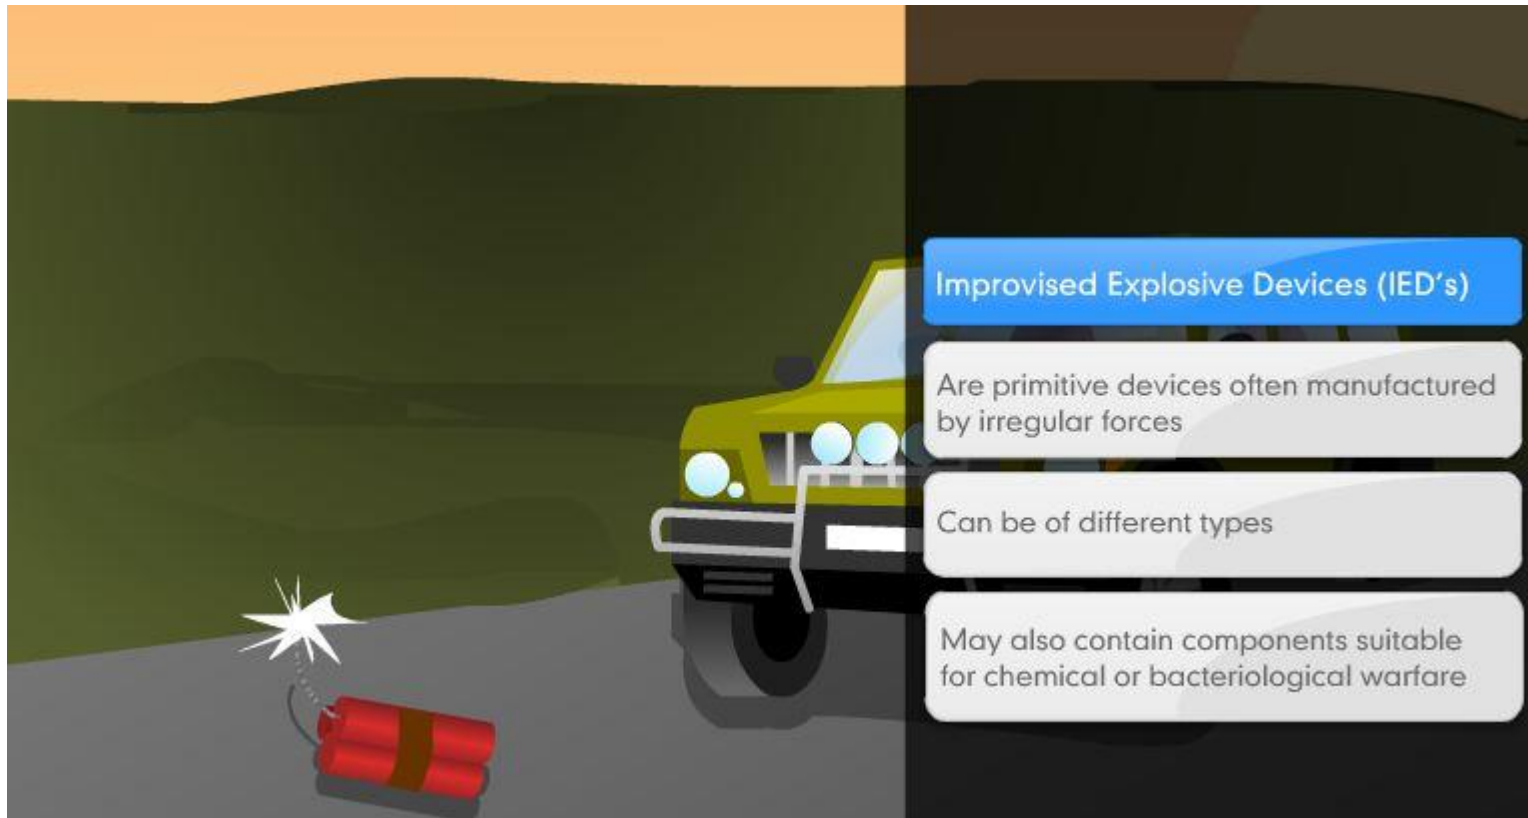 Improvised Explosive Devices (IED's)
Are primitive devices often manufactured
by irregular forces
Can be of different types
May also contain components suitable
for chemical or bacteriological warfare